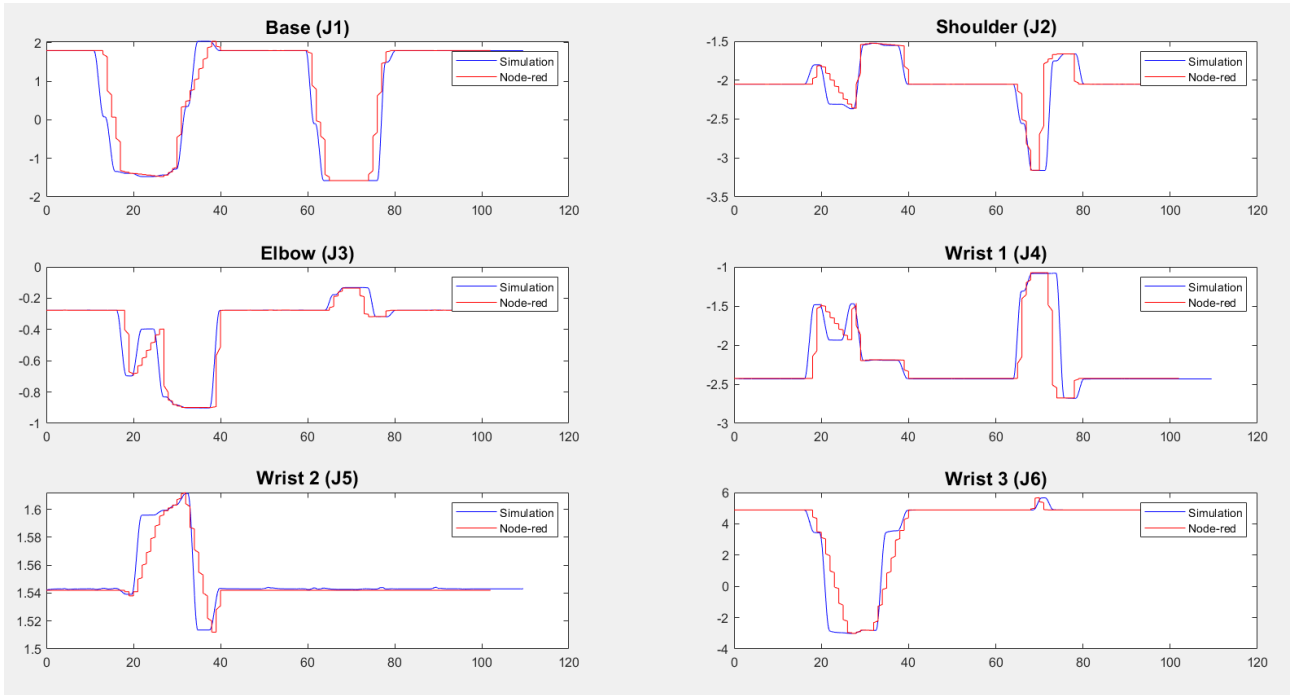 Base (J1)
2
1
0
-1
-2
0 20 40 60 80 100 120
Simulation
Node-red
Shoulder (J2)
-1.5
-2
-2.5
-3
-3.5
0 20 40 60 80 100 120
Simulation
Node-red
Elbow (J3)
0
-0.2
-0.4
-0.6
-0.8
-1
0 20 40 60 80 100 120
Simulation
Node-red
Wrist 1 (J4)
-1
-1.5
-2
-2.5
-3
0 20 40 60 80 100 120
Simulation
Node-red
Wrist 2 (J5)
1.6
1.58
1.56
1.54
1.52
1.5
0 20 40 60 80 100 120
Simulation
Node-red
Wrist 3 (J6)
6
4
2
0
-2
-4
0 20 40 60 80 100 120
Simulation
Node-red